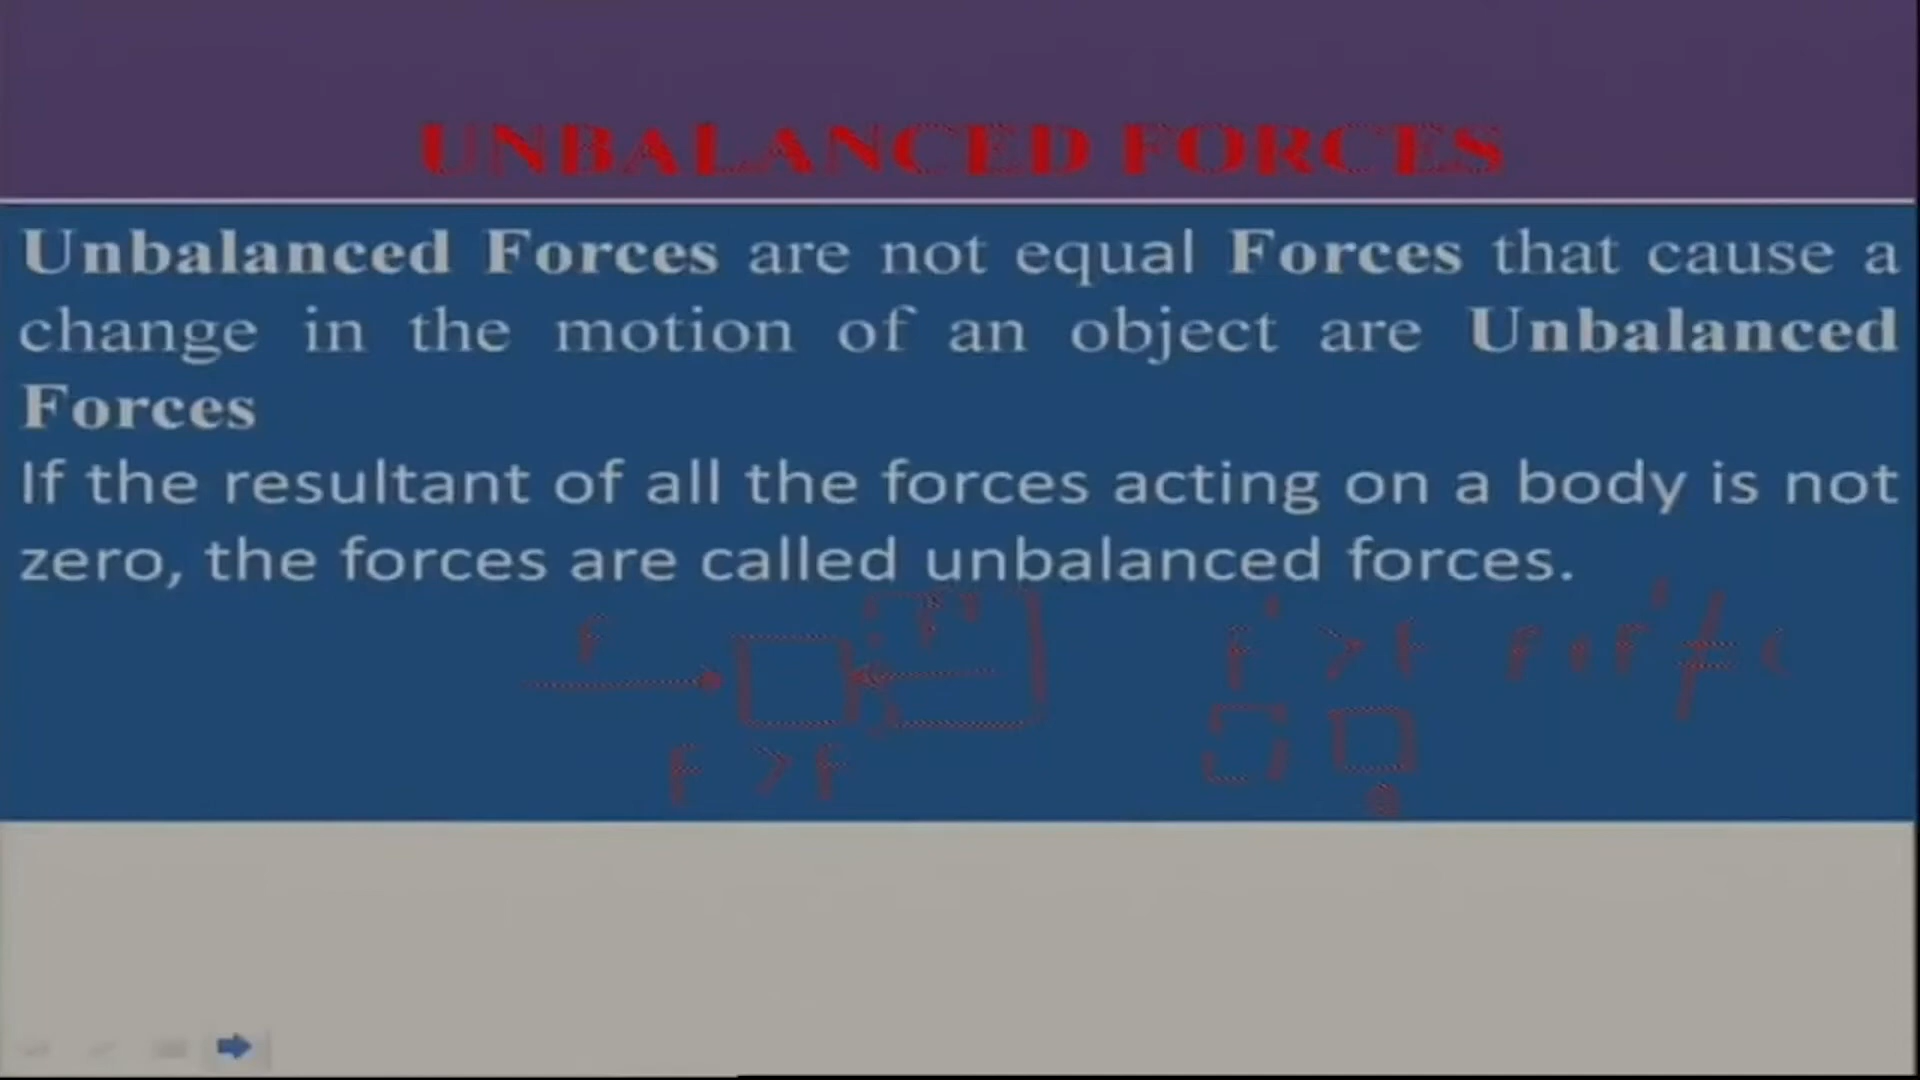 UNBALANCED FORCES
Unbalanced Forces are not equal Forces that cause a
change in the motion of an object are Unbalanced
Forces
If the resultant of all the forces acting on a body is not
zero, the forces are called unbalanced forces.
F F'
F' > F
F > F